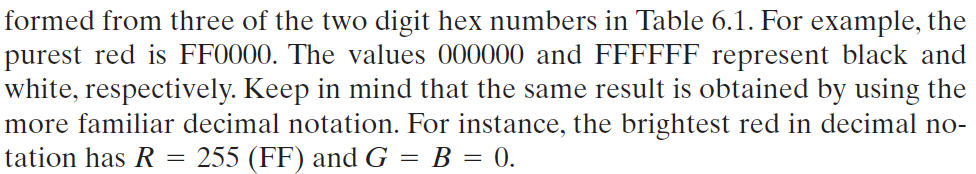 formed from three of the two digit hex numbers in Table 6.1. For example, the
purest red is FF0000. The values 000000 and FFFFFF represent black and
white, respectively. Keep in mind that the same result is obtained by using the
more familiar decimal notation. For instance, the brightest red in decimal no-
tation has R = 255 (FF) and G = B = 0.